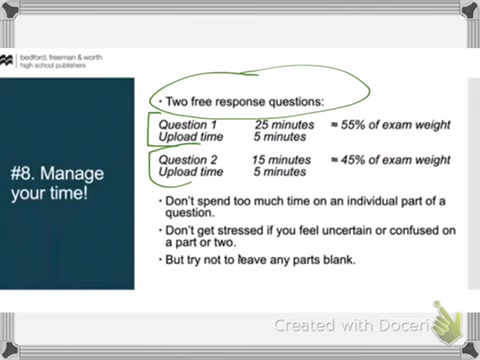 bedford, freeman & worth
high school publishers
#8. Manage
your time!
• Two free response questions:
Question 1 25 minutes ≈ 55% of exam weight
Upload time 5 minutes
Question 2 15 minutes ≈ 45% of exam weight
Upload time 5 minutes
• Don't spend too much time on an individual part of a
question.
• Don't get stressed if you feel uncertain or confused on
a part or two.
• But try not to leave any parts blank.
Created with Doceri